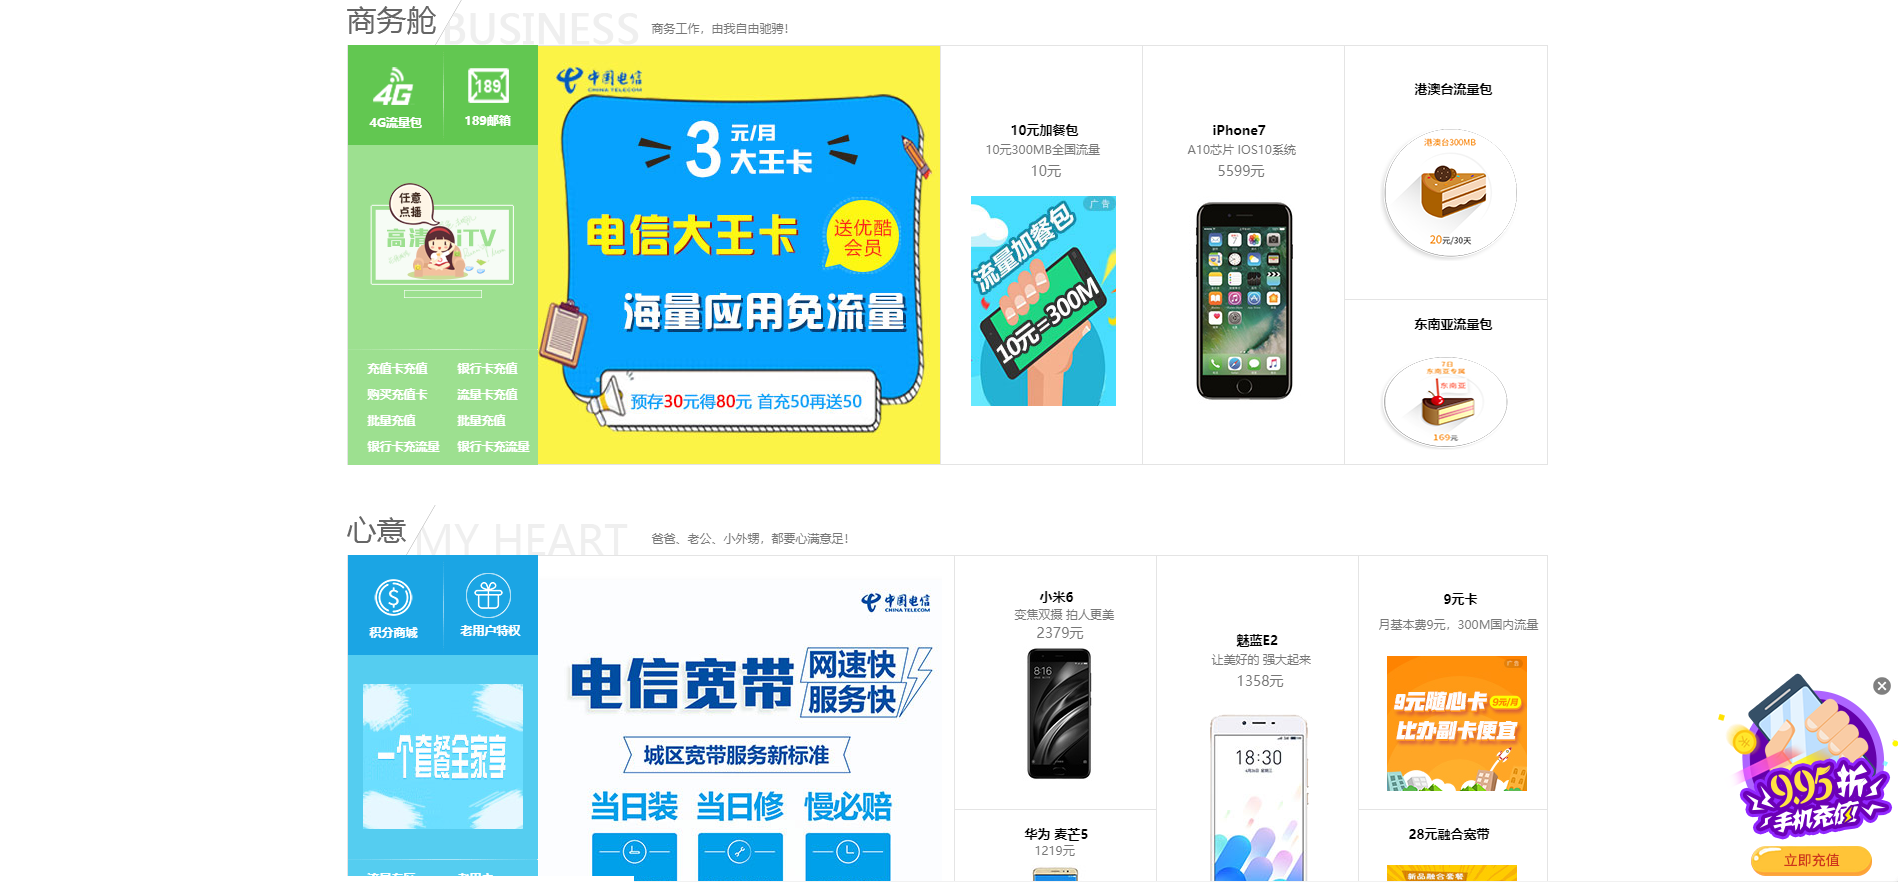 商务舱
BUSINESS
商务工作，由我自由驰骋！
4G
4G流量包
189
189邮箱
任意
点播
高清iTV
充值卡充值
银行卡充值
购买充值卡
流量卡充值
批量充值
批量充值
银行卡充流量
银行卡充流量
中国电信
CHINA TELECOM
3元/月
大王卡
电信大王卡
送优酷
会员
海量应用免流量
预存30元得80元 首充50再送50
10元加餐包
10元300MB全国流量
10元
广告
流量加餐包
10元=300M
iPhone7
A10芯片 IOS10系统
5599元
港澳台流量包
港澳台300MB
20元/30天
东南亚流量包
7日
东南亚专属
东南亚
169元
心意
MY HEART
爸爸、老公、小外甥，都要心满意足！
积分商城
老用户特权
一个套餐全家享
中国电信
CHINA TELECOM
电信宽带
网速快
服务快
城区宽带服务新标准
当日装
当日修
慢必赔
小米6
变焦双摄 拍人更美
2379元
8:16
华为 麦芒5
1219元
魅蓝E2
让美好的 强大起来
1358元
18:30
9元卡
月基本费9元，300M国内流量
广告
9元随心卡
9元/月
比办副卡便宜
28元融合宽带
新品融合套餐
9.95折
手机充值!
立即充值